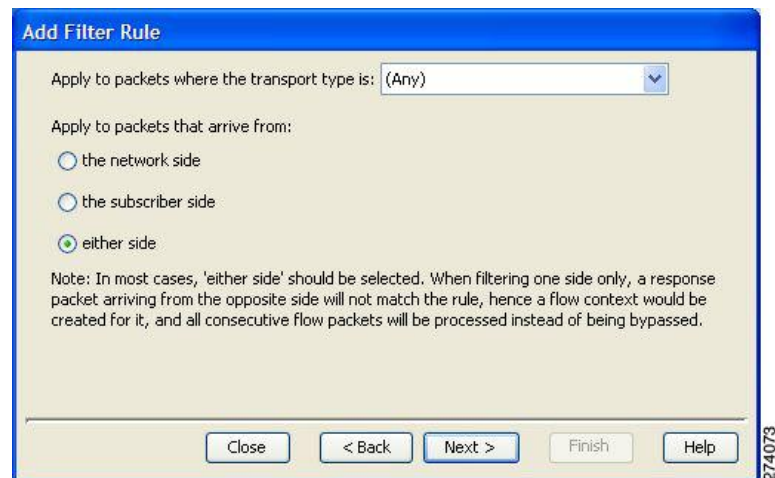 Add Filter Rule
Apply to packets where the transport type is: (Any)
Apply to packets that arrive from:
the network side
the subscriber side
either side
Note: In most cases, 'either side' should be selected. When filtering one side only, a response
packet arriving from the opposite side will not match the rule, hence a flow context would be
created for it, and all consecutive flow packets will be processed instead of being bypassed.
Close < Back Next > Finish Help
274073